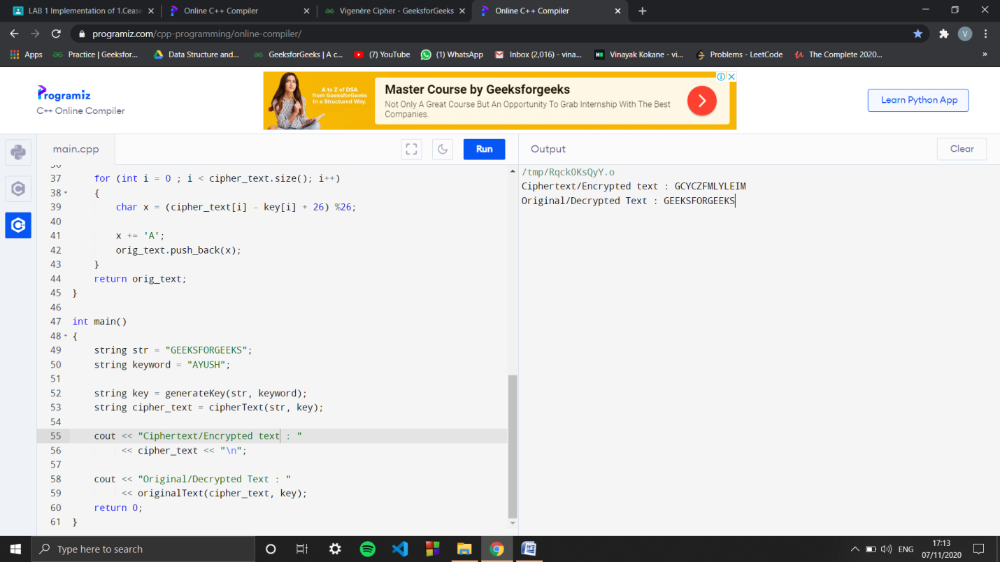 LAB 1 Implementation of 1.Cease
Online C++ Compiler
Vigenère Cipher - GeeksforGeeks
Online C++ Compiler
programiz.com/cpp-programming/online-compiler/
V
Apps
Practice | Geeksfor...
Data Structure and...
GeeksforGeeks | A c...
(7) YouTube
(1) WhatsApp
Inbox (2,016) - vina...
Vinayak Kokane - vi...
Problems - LeetCode
The Complete 2020...
»
Programiz
C++ Online Compiler
A to Z of DSA
from GeeksforGeeks
In a Structured Way.
Master Course by Geeksforgeeks
Not Only A Great Course But An Opportunity To Grab Internship With The Best
Companies.
Learn Python App
main.cpp
Run
Output
Clear
36
37 for (int i = 0 ; i < cipher_text.size(); i++)
38 {
39 char x = (cipher_text[i] - key[i] + 26) %26;
40
41 x += 'A';
42 orig_text.push_back(x);
43 }
44 return orig_text;
45 }
46
47 int main()
48 {
49 string str = "GEEKSFORGEEKS";
50 string keyword = "AYUSH";
51
52 string key = generateKey(str, keyword);
53 string cipher_text = cipherText(str, key);
54
55 cout << "Ciphertext/Encrypted text : "
56 << cipher_text << "\n";
57
58 cout << "Original/Decrypted Text : "
59 << originalText(cipher_text, key);
60 return 0;
61 }
/tmp/RqckOKsQyY.o
Ciphertext/Encrypted text : GCYCZFMLYLEIM
Original/Decrypted Text : GEEKSFORGEEKS
Type here to search
ENG
17:13
07/11/2020